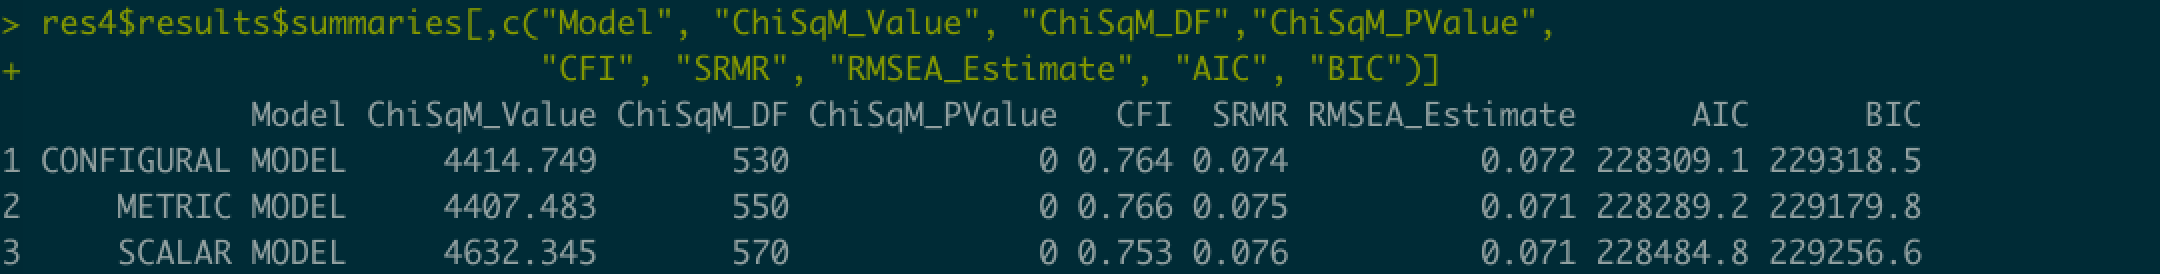 > res4$results$summaries[,c("Model", "ChiSqM_Value", "ChiSqM_DF","ChiSqM_PValue",
+                          "CFI", "SRMR", "RMSEA_Estimate", "AIC", "BIC")]
             Model ChiSqM_Value ChiSqM_DF ChiSqM_PValue   CFI  SRMR RMSEA_Estimate      AIC      BIC
1 CONFIGURAL MODEL     4414.749       530             0 0.764 0.074          0.072 228309.1 229318.5
2     METRIC MODEL     4407.483       550             0 0.766 0.075          0.071 228289.2 229179.8
3     SCALAR MODEL     4632.345       570             0 0.753 0.076          0.071 228484.8 229256.6